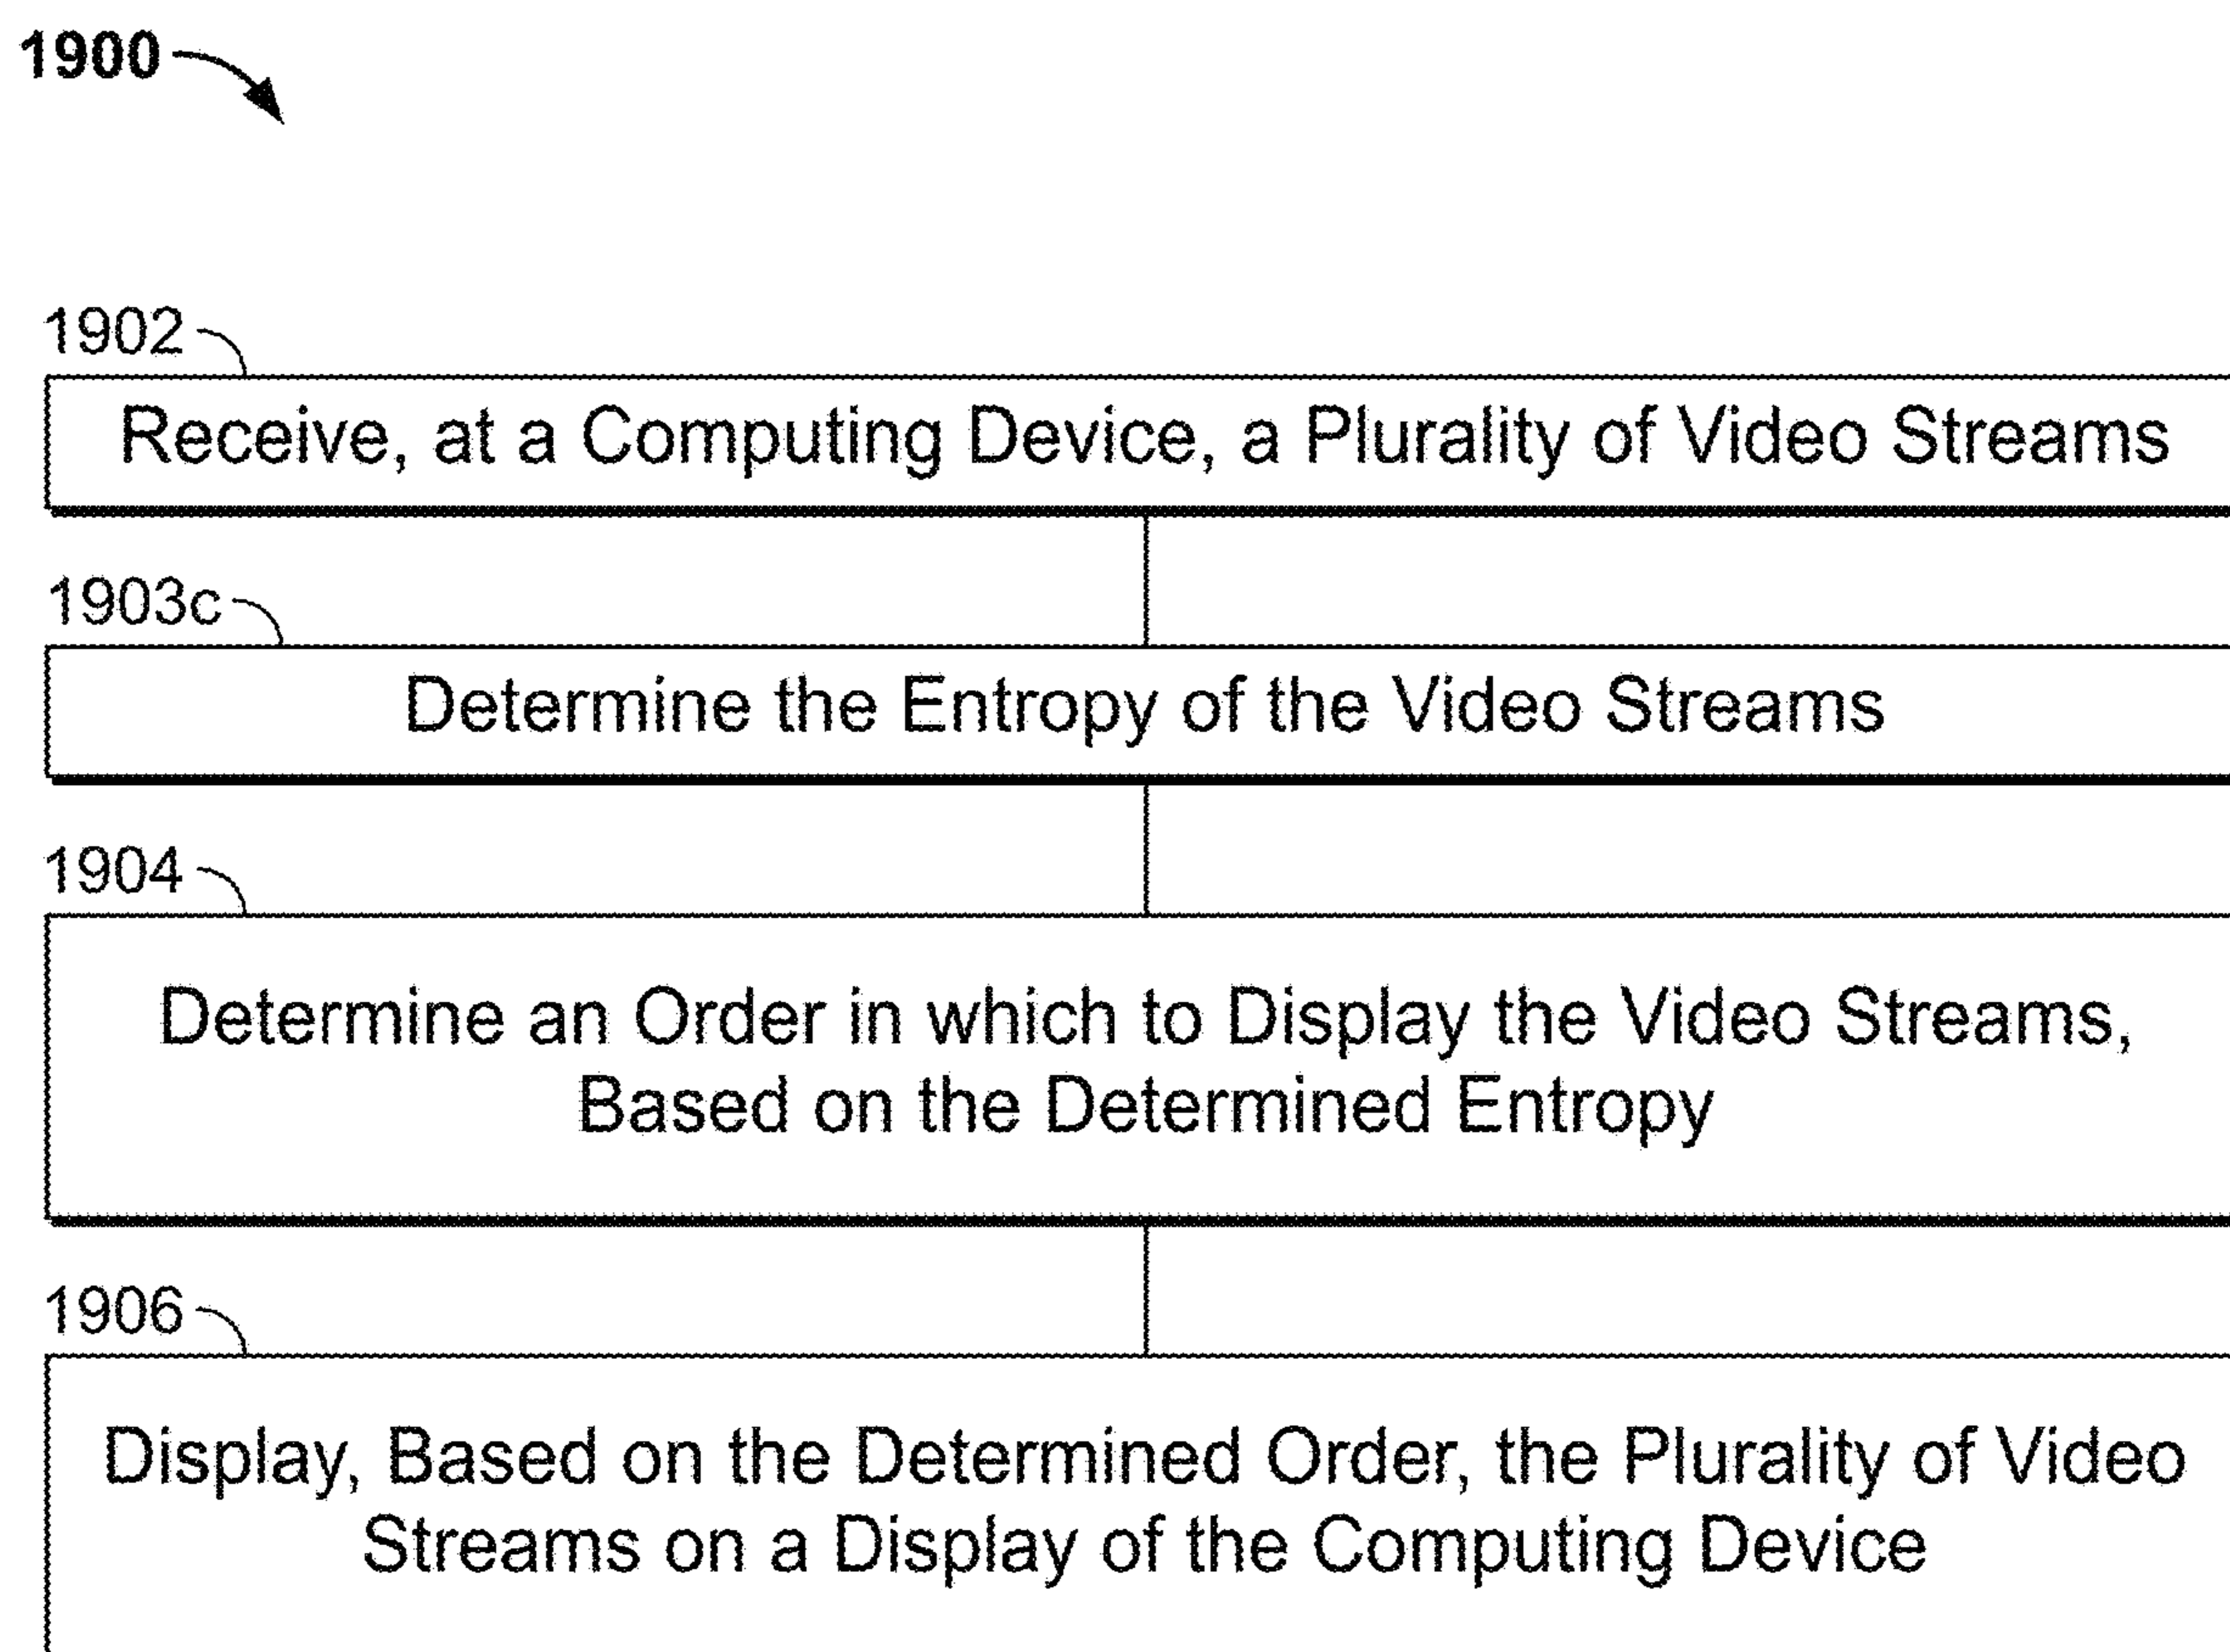 1900
1902
Receive, at a Computing Device, a Plurality of Video Streams
1903c
Determine the Entropy of the Video Streams
1904
Determine an Order in which to Display the Video Streams,
Based on the Determined Entropy
1906
Display, Based on the Determined Order, the Plurality of Video
Streams on a Display of the Computing Device